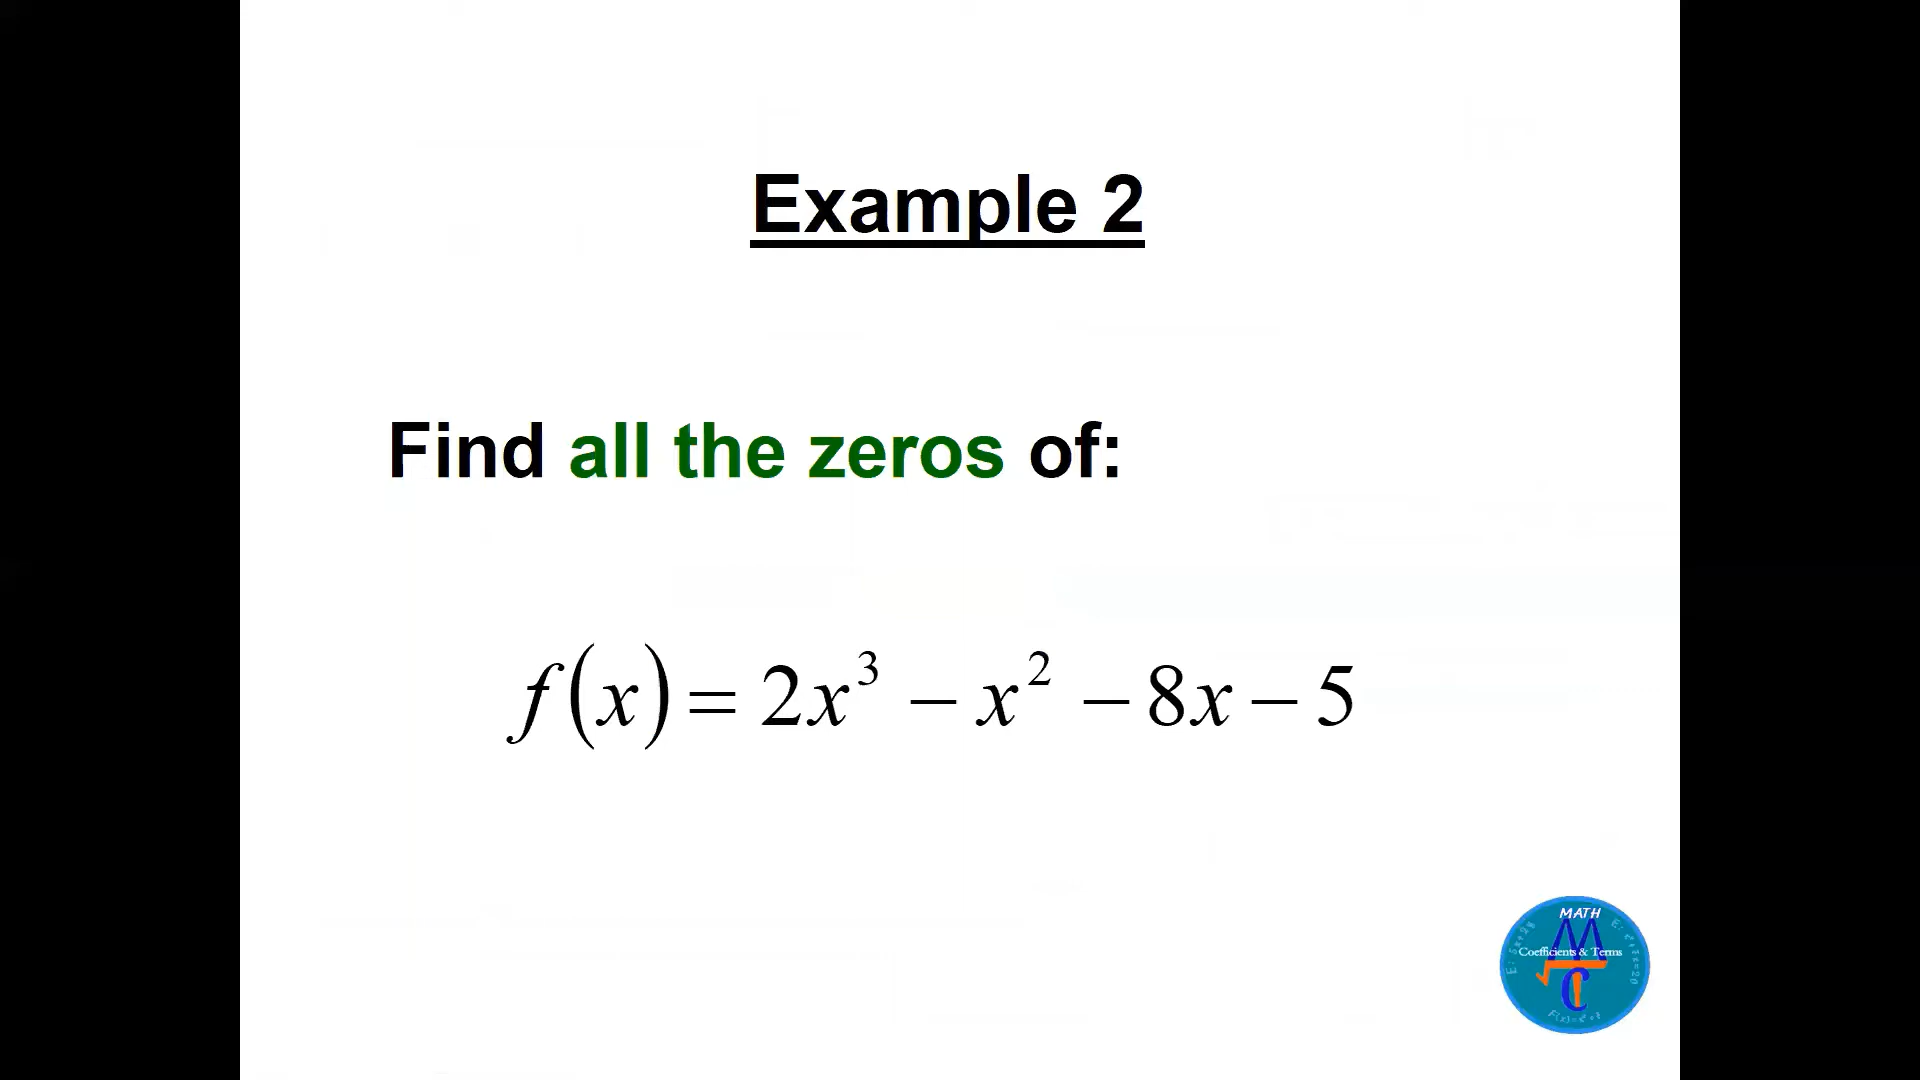 Example 2
Find all the zeros of:
f(x) = 2x³ − x² − 8x − 5
MATH
Coefficients & Terms